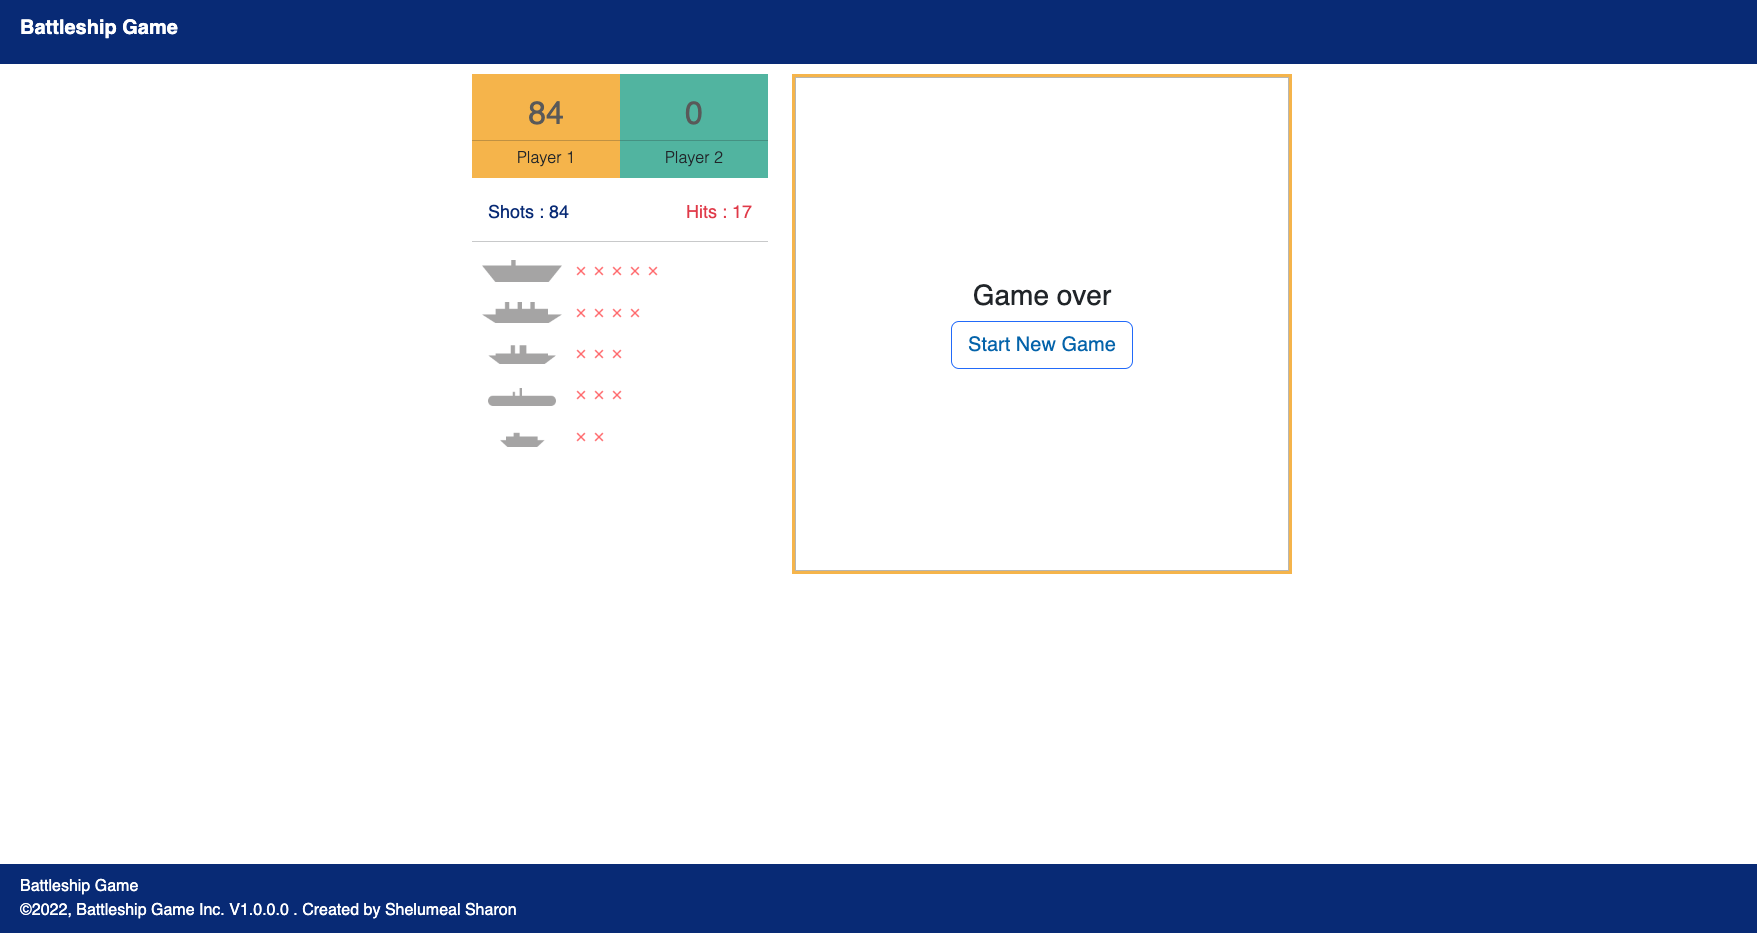 Battleship Game
84
0
Player 1
Player 2
Shots : 84
Hits : 17
× × × × ×
× × × ×
× × ×
× × ×
× ×
Game over
Start New Game
Battleship Game
©2022, Battleship Game Inc. V1.0.0.0 . Created by Shelumeal Sharon